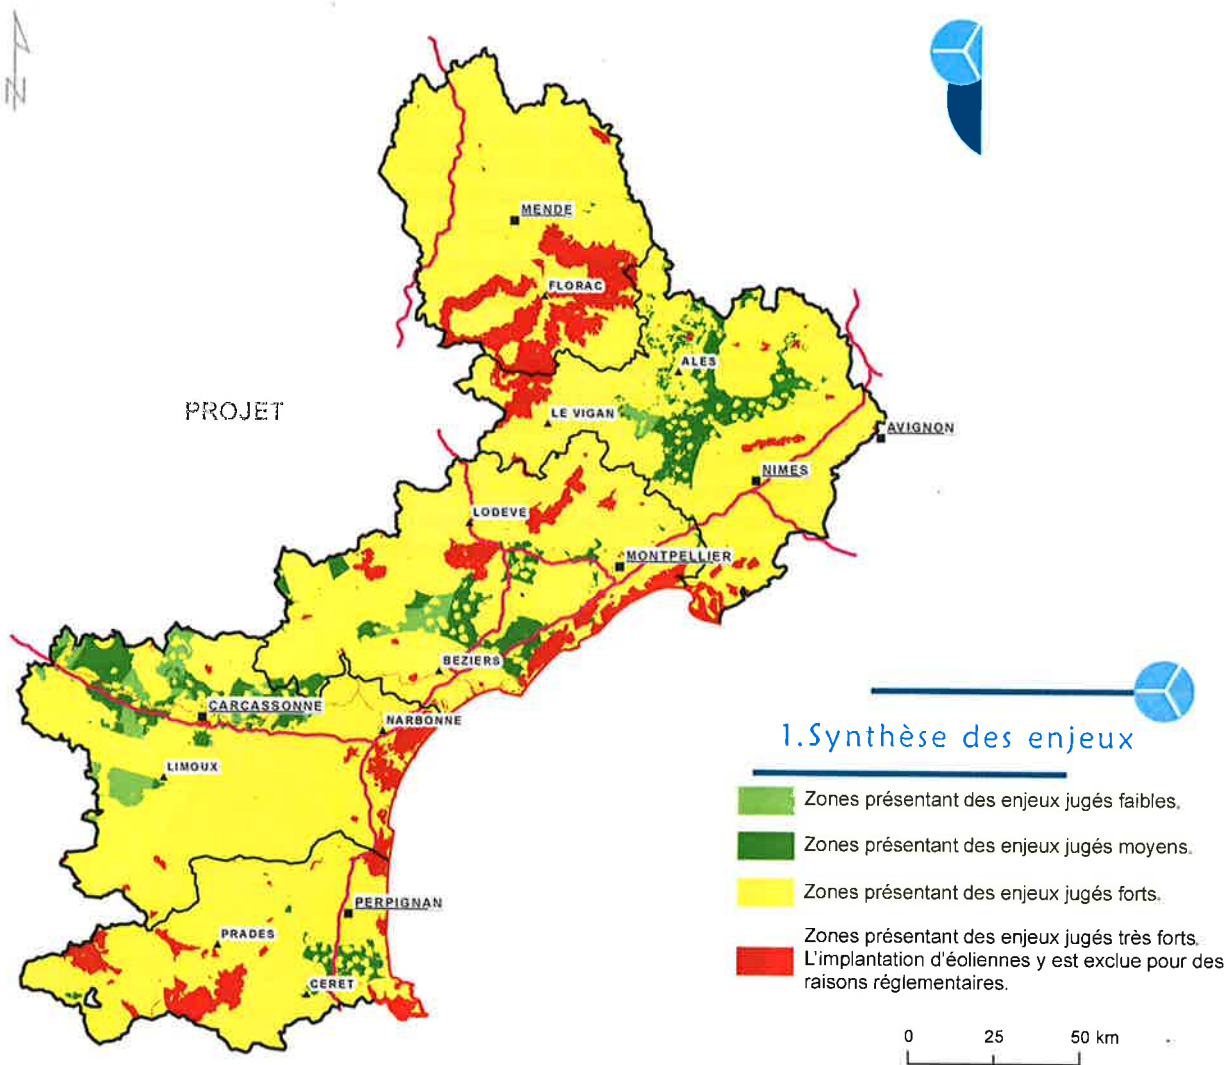 N
MENDE
FLORAC
ALES
PROJET
LE VIGAN
AVIGNON
NIMES
LODEVE
MONTPELLIER
BEZIERS
CARCASSONNE
NARBONNE
LIMOUX
PERPIGNAN
PRADES
CERET
1.Synthèse des enjeux
Zones présentant des enjeux jugés faibles.
Zones présentant des enjeux jugés moyens.
Zones présentant des enjeux jugés forts.
Zones présentant des enjeux jugés très forts.
L'implantation d'éoliennes y est exclue pour des
raisons réglementaires.
0 25 50 km